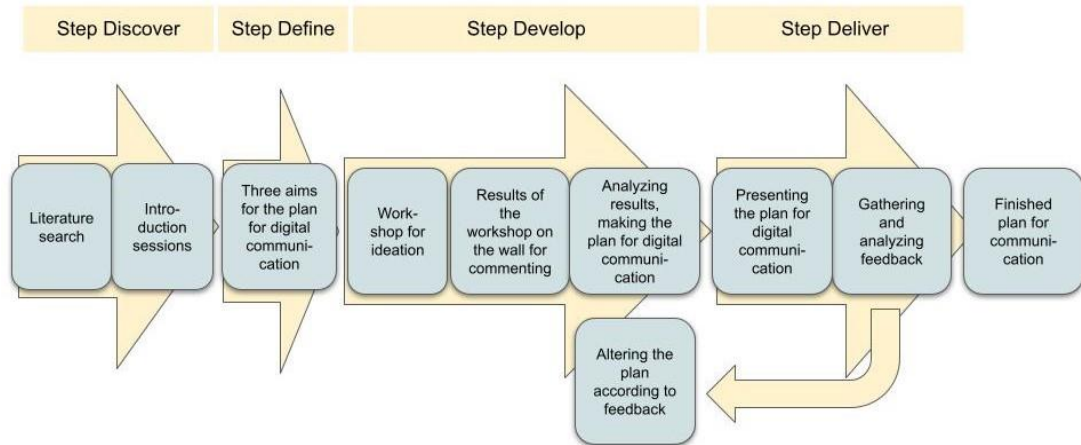 Step Discover
Step Define
Step Develop
Step Deliver
Literature
search
Intro-
duction
sessions
Three aims
for the plan
for digital
communi-
cation
Work-
shop for
ideation
Results of
the
workshop on
the wall for
commenting
Analyzing
results,
making the
plan for digital
communi-
cation
Presenting
the plan for
digital
communi-
cation
Gathering
and
analyzing
feedback
Finished
plan for
communi-
cation
Altering the
plan
according to
feedback